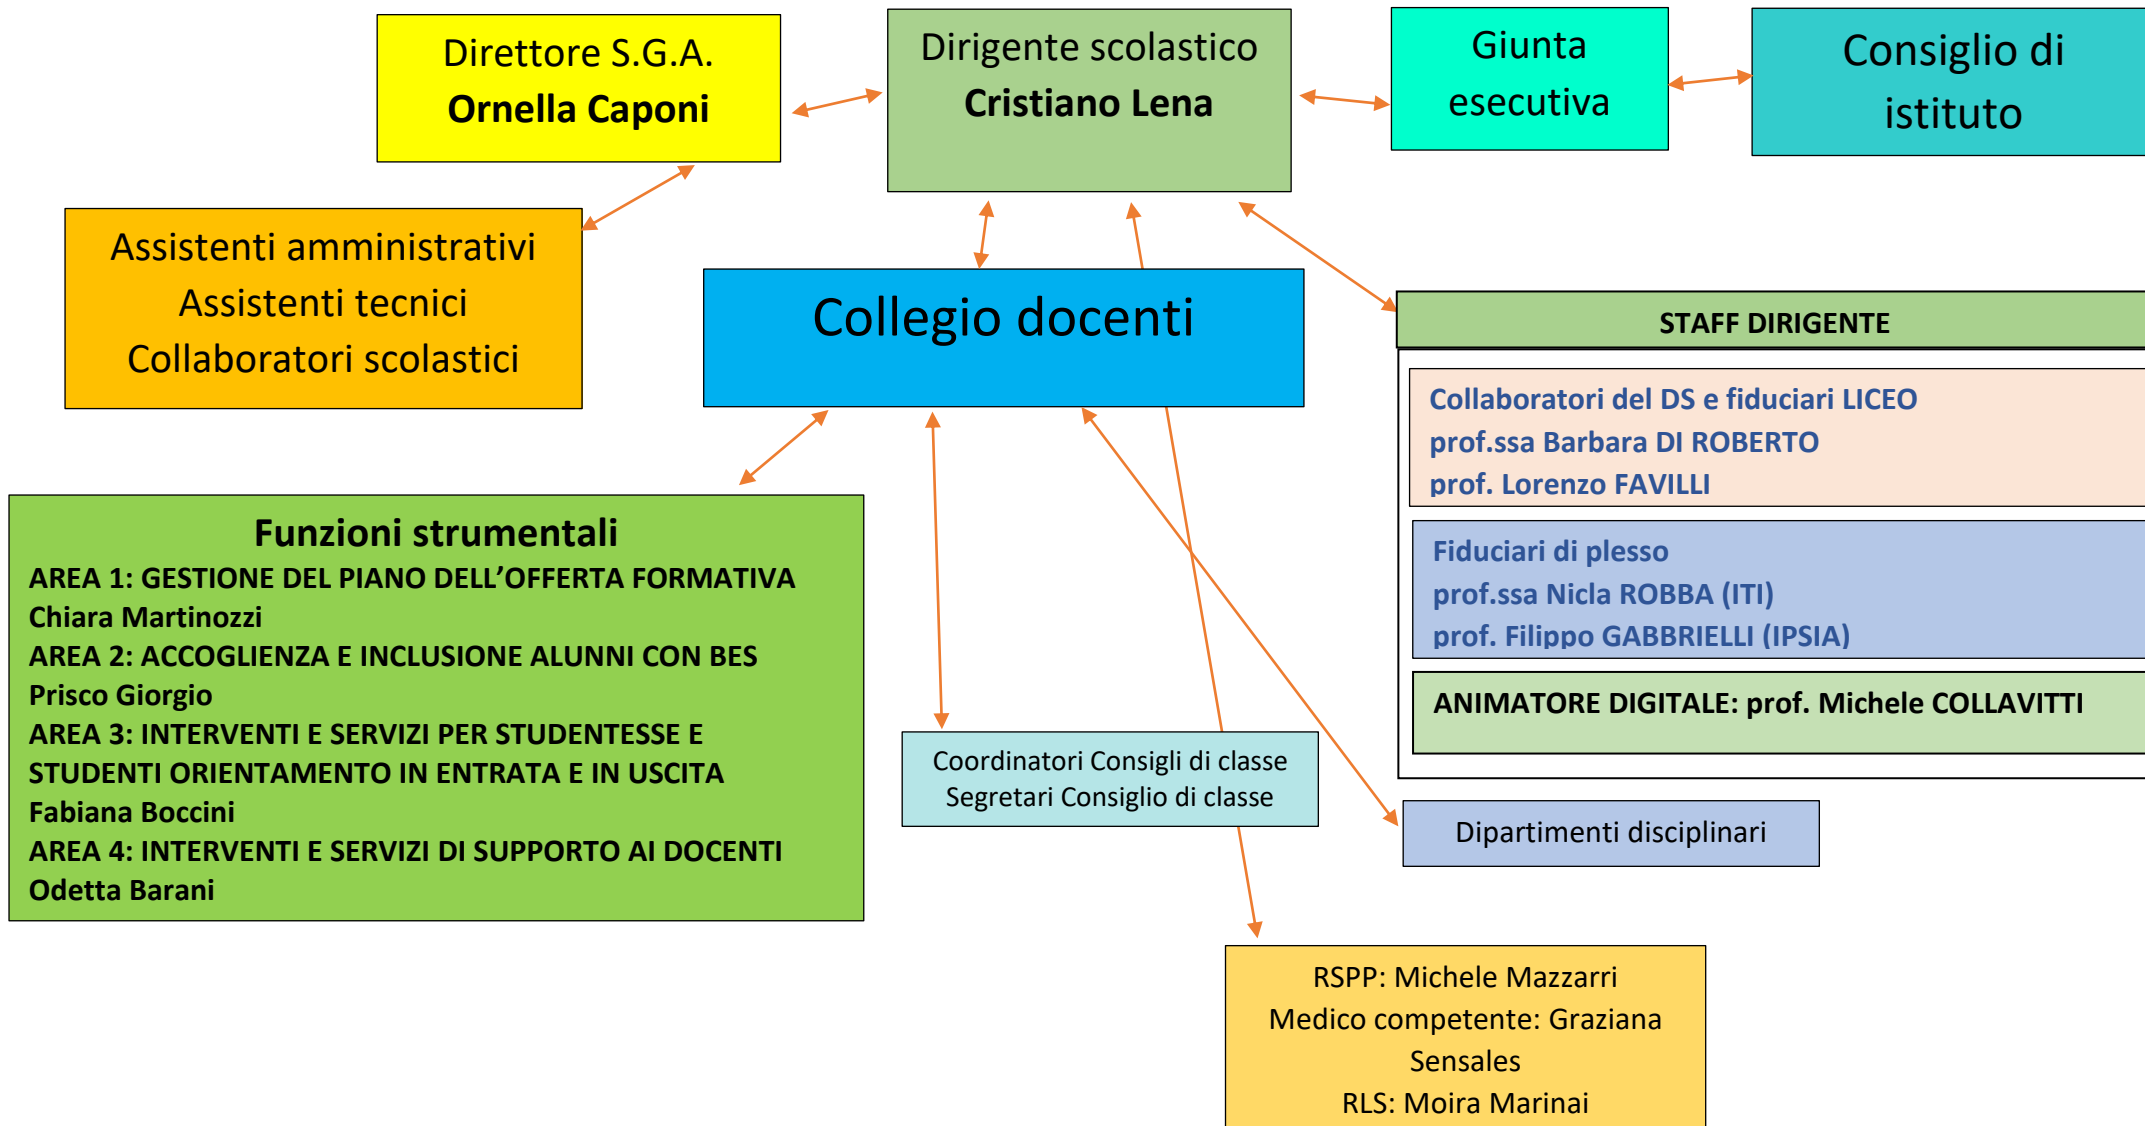 Direttore S.G.A.
Ornella Caponi
Dirigente scolastico
Cristiano Lena
Giunta
esecutiva
Consiglio di
istituto
Assistenti amministrativi
Assistenti tecnici
Collaboratori scolastici
Collegio docenti
STAFF DIRIGENTE
Collaboratori del DS e fiduciari LICEO
prof.ssa Barbara DI ROBERTO
prof. Lorenzo FAVILLI
Fiduciari di plesso
prof.ssa Nicla ROBBA (ITI)
prof. Filippo GABBRIELLI (IPSIA)
ANIMATORE DIGITALE: prof. Michele COLLAVITTI
Funzioni strumentali
AREA 1: GESTIONE DEL PIANO DELL’OFFERTA FORMATIVA
Chiara Martinozzi
AREA 2: ACCOGLIENZA E INCLUSIONE ALUNNI CON BES
Prisco Giorgio
AREA 3: INTERVENTI E SERVIZI PER STUDENTESSE E
STUDENTI ORIENTAMENTO IN ENTRATA E IN USCITA
Fabiana Boccini
AREA 4: INTERVENTI E SERVIZI DI SUPPORTO AI DOCENTI
Odetta Barani
Coordinatori Consigli di classe
Segretari Consiglio di classe
Dipartimenti disciplinari
RSPP: Michele Mazzarri
Medico competente: Graziana
Sensales
RLS: Moira Marinai